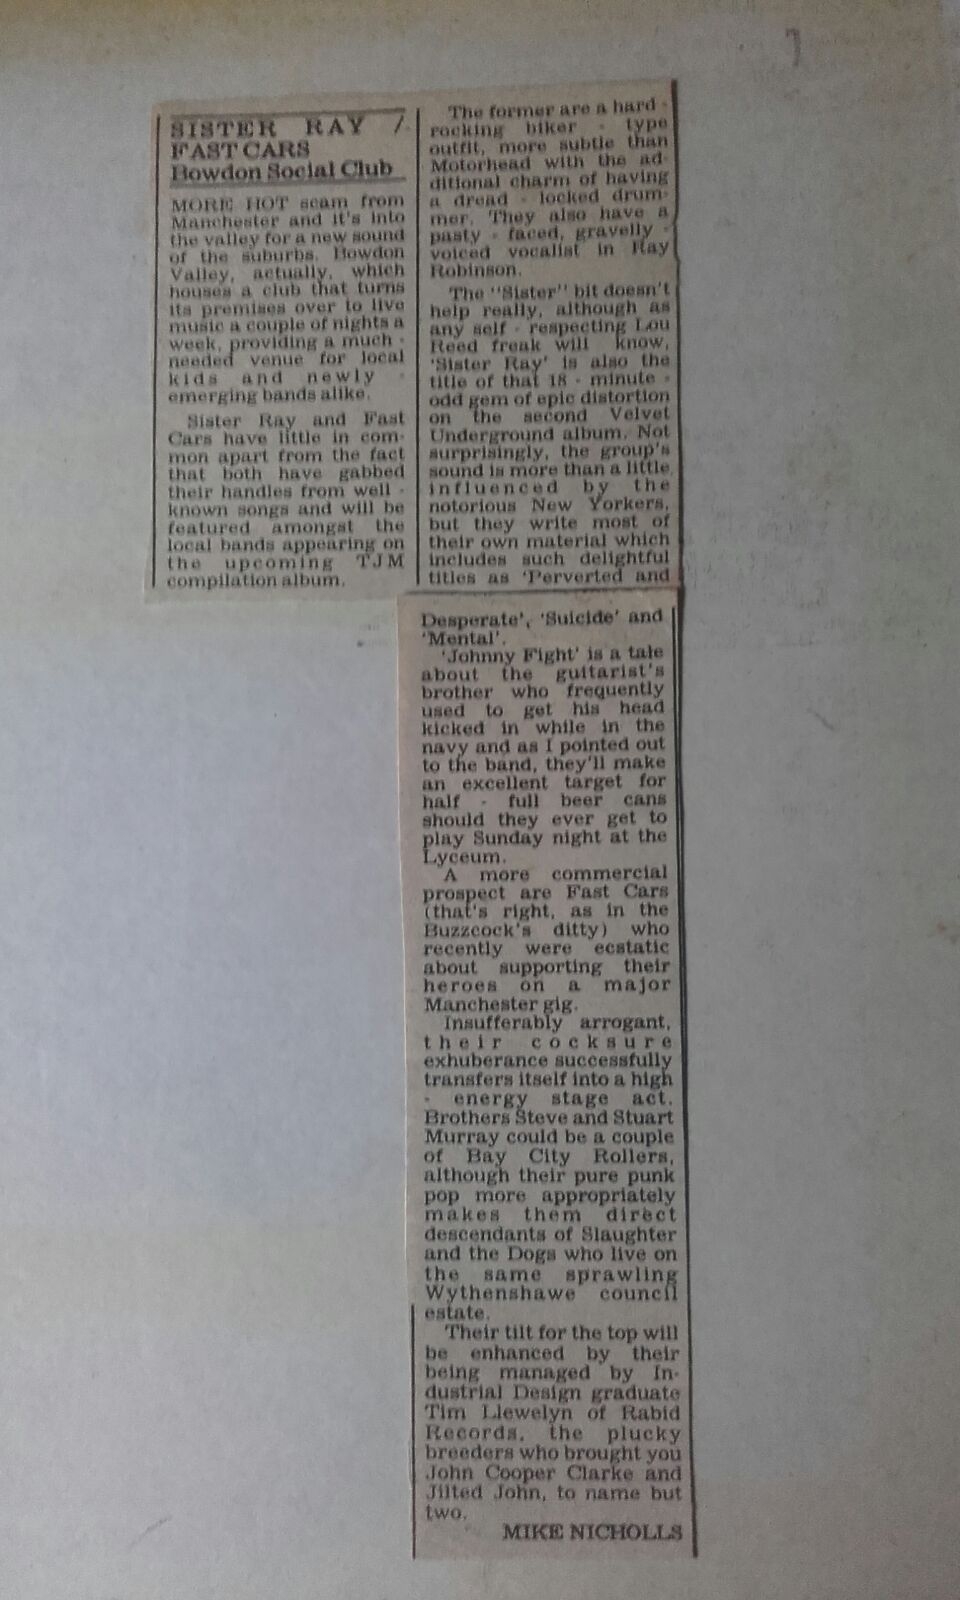 SISTER RAY /
FAST CARS
Bowdon Social Club
MORE HOT scam from
Manchester and it's into
the valley for a new sound
of the suburbs. Bowdon
Valley, actually, which
houses a club that turns
its premises over to live
music a couple of nights a
week, providing a much -
needed venue for local
kids and newly -
emerging bands alike.
Sister Ray and Fast
Cars have little in com-
mon apart from the fact
that both have gabbed
their handles from well -
known songs and will be
featured amongst the
local bands appearing on
the upcoming TJM
compilation album.
The former are a hard -
rocking biker - type
outfit, more subtle than
Motorhead with the ad-
ditional charm of having
a dread - locked drum-
mer. They also have a
pasty - faced, gravelly -
voiced vocalist in Ray
Robinson.
The "Sister" bit doesn't
help really, although as
any self - respecting Lou
Reed freak will know,
'Sister Ray' is also the
title of that 18 - minute -
odd gem of epic distortion
on the second Velvet
Underground album. Not
surprisingly, the group's
sound is more than a little
influenced by the
notorious New Yorkers,
but they write most of
their own material which
includes such delightful
titles as 'Perverted and
Desperate', 'Suicide' and
'Mental'.
'Johnny Fight' is a tale
about the guitarist's
brother who frequently
used to get his head
kicked in while in the
navy and as I pointed out
to the band, they'll make
an excellent target for
half - full beer cans
should they ever get to
play Sunday night at the
Lyceum.
A more commercial
prospect are Fast Cars
(that's right, as in the
Buzzcock's ditty) who
recently were ecstatic
about supporting their
heroes on a major
Manchester gig.
Insufferably arrogant,
their cocksure
exhuberance successfully
transfers itself into a high
- energy stage act.
Brothers Steve and Stuart
Murray could be a couple
of Bay City Rollers,
although their pure punk
pop more appropriately
makes them direct
descendants of Slaughter
and the Dogs who live on
the same sprawling
Wythenshawe council
estate.
Their tilt for the top will
be enhanced by their
being managed by In-
dustrial Design graduate
Tim Llewelyn of Rabid
Records, the plucky
breeders who brought you
John Cooper Clarke and
Jilted John, to name but
two.
MIKE NICHOLLS